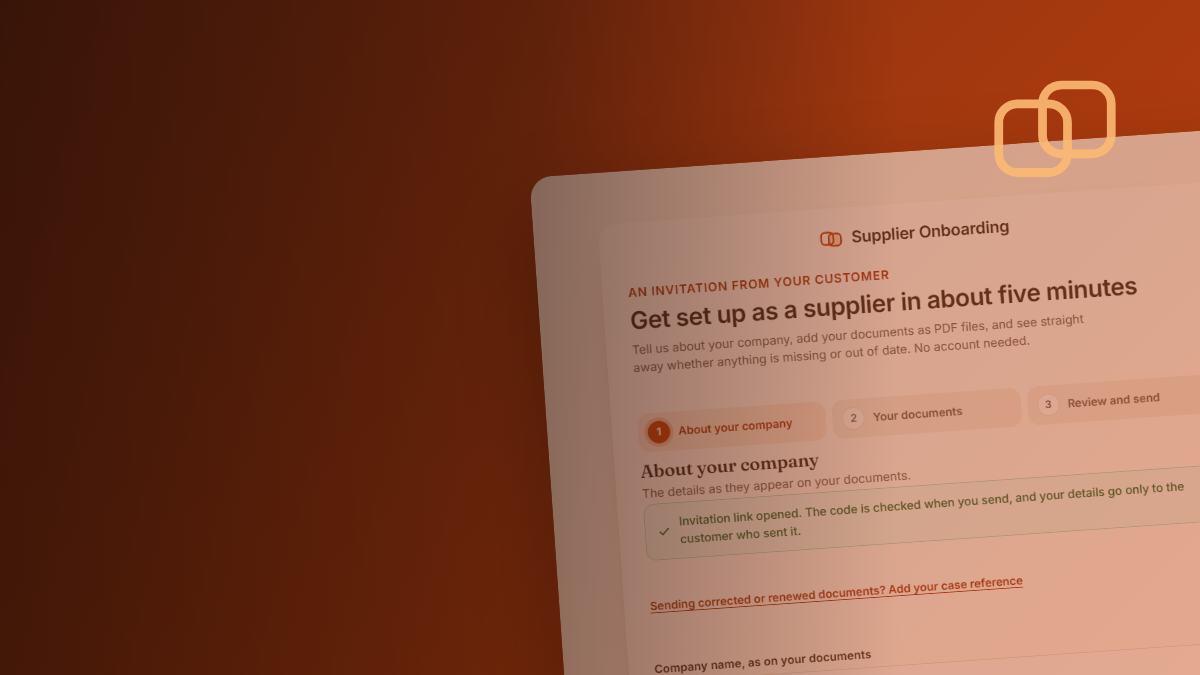 Supplier Onboarding
AN INVITATION FROM YOUR CUSTOMER
Get set up as a supplier in about five minutes
Tell us about your company, add your documents as PDF files, and see straight
away whether anything is missing or out of date. No account needed.
1 About your company
2 Your documents
3 Review and send
About your company
The details as they appear on your documents.
Invitation link opened. The code is checked when you send, and your details go only to the
customer who sent it.
Sending corrected or renewed documents? Add your case reference
Company name, as on your documents